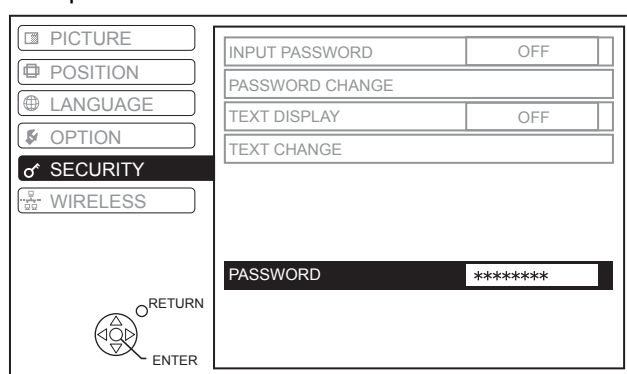 PICTURE
POSITION
LANGUAGE
OPTION
SECURITY
WIRELESS
RETURN
ENTER
INPUT PASSWORD OFF
PASSWORD CHANGE
TEXT DISPLAY OFF
TEXT CHANGE
PASSWORD ********